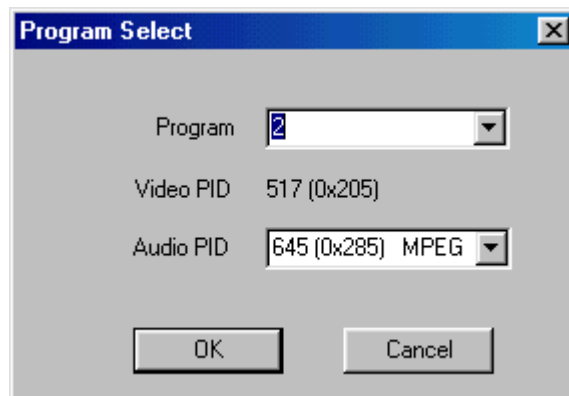 Program Select
Program 2
Video PID 517 (0x205)
Audio PID 645 (0x285) MPEG
OK Cancel